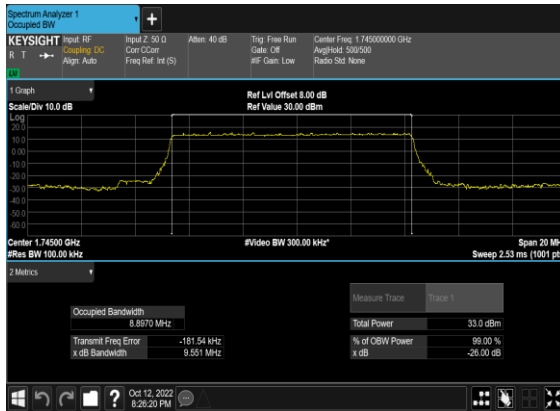 Spectrum Analyzer 1
Occupied BW
KEYSIGHT Input: RF Input Z: 50 Ω Atten: 40 dB Trig: Free Run Center Freq: 1.745000000 GHz
R T Coupling: DC Corr CCorr Gate: Off Avg|Hold: 500/500
Align: Auto Freq Ref: Int (S) #IF Gain: Low Radio Std: None
1 Graph
Ref Lvl Offset 8.00 dB
Scale/Div 10.0 dB Ref Value 30.00 dBm
Log
20.0
10.0
0.00
-10.0
-20.0
-30.0
-40.0
-50.0
-60.0
Center 1.74500 GHz #Video BW 300.00 kHz* Span 20 MH
#Res BW 100.00 kHz Sweep 2.53 ms (1001 pt
2 Metrics
Measure Trace Trace 1
Occupied Bandwidth
8.8970 MHz Total Power 33.0 dBm
Transmit Freq Error -181.54 kHz % of OBW Power 99.00 %
x dB Bandwidth 9.551 MHz x dB -26.00 dB
? Oct 12, 2022
8:26:20 PM